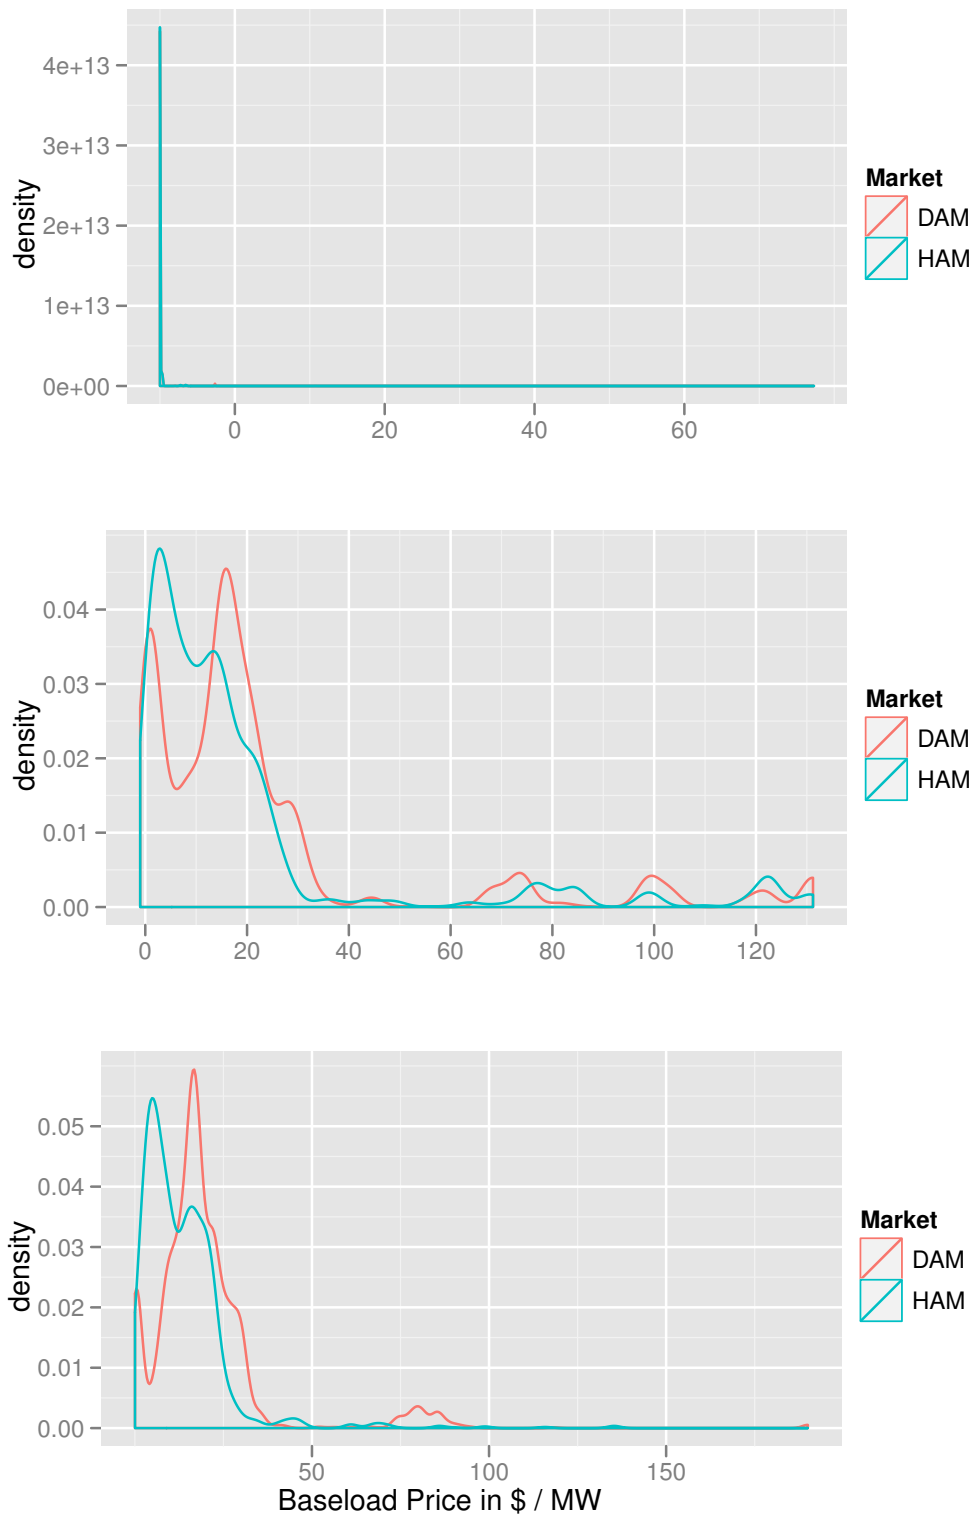 density
4e+13
3e+13
2e+13
1e+13
0e+00
0 20 40 60
Market
DAM
HAM
density
0.04
0.03
0.02
0.01
0.00
0 20 40 60 80 100 120
Market
DAM
HAM
density
0.05
0.04
0.03
0.02
0.01
0.00
50 100 150
Baseload Price in $ / MW
Market
DAM
HAM